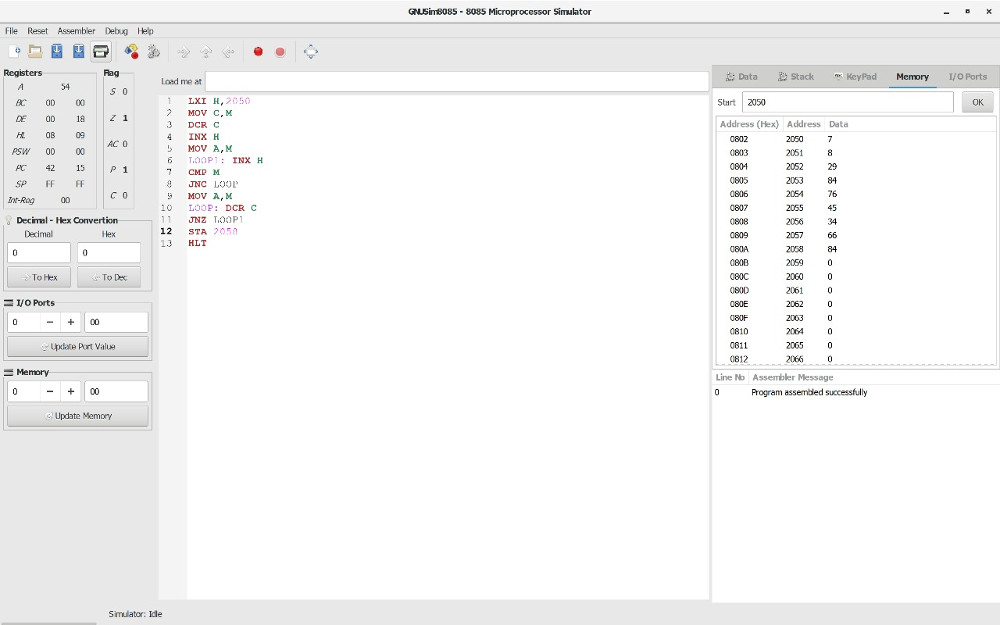 GNUSim8085 - 8085 Microprocessor Simulator
File Reset Assembler Debug Help
Registers
A 54
BC 00 00
DE 00 18
HL 08 09
PSW 00 00
PC 42 15
SP FF FF
Int-Reg 00
Flag
S 0
Z 1
AC 0
P 1
C 0
Decimal - Hex Convertion
Decimal Hex
0 0
To Hex To Dec
I/O Ports
0 − + 00
Update Port Value
Memory
0 − + 00
Update Memory
Load me at
1 LXI H,2050
2 MOV C,M
3 DCR C
4 INX H
5 MOV A,M
6 LOOP1: INX H
7 CMP M
8 JNC LOOP
9 MOV A,M
10 LOOP: DCR C
11 JNZ LOOP1
12 STA 2058
13 HLT
Data Stack KeyPad Memory I/O Ports
Start 2050 OK
Address (Hex) Address Data
0802 2050 7
0803 2051 8
0804 2052 29
0805 2053 84
0806 2054 76
0807 2055 45
0808 2056 34
0809 2057 66
080A 2058 84
080B 2059 0
080C 2060 0
080D 2061 0
080E 2062 0
080F 2063 0
0810 2064 0
0811 2065 0
0812 2066 0
Line No Assembler Message
0 Program assembled successfully
Simulator: Idle